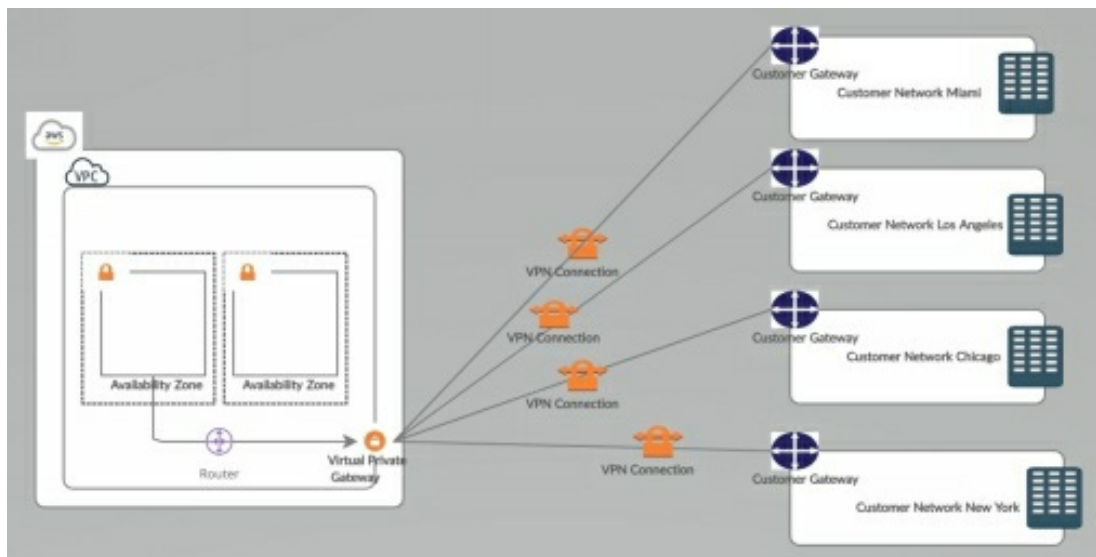 Customer Gateway
Customer Network Miami
aws
VPC
Customer Gateway
Customer Network Los Angeles
VPN Connection
VPN Connection
Customer Gateway
Customer Network Chicago
Availability Zone
Availability Zone
VPN Connection
Virtual Private
Gateway
Router
VPN Connection
Customer Gateway
Customer Network New York